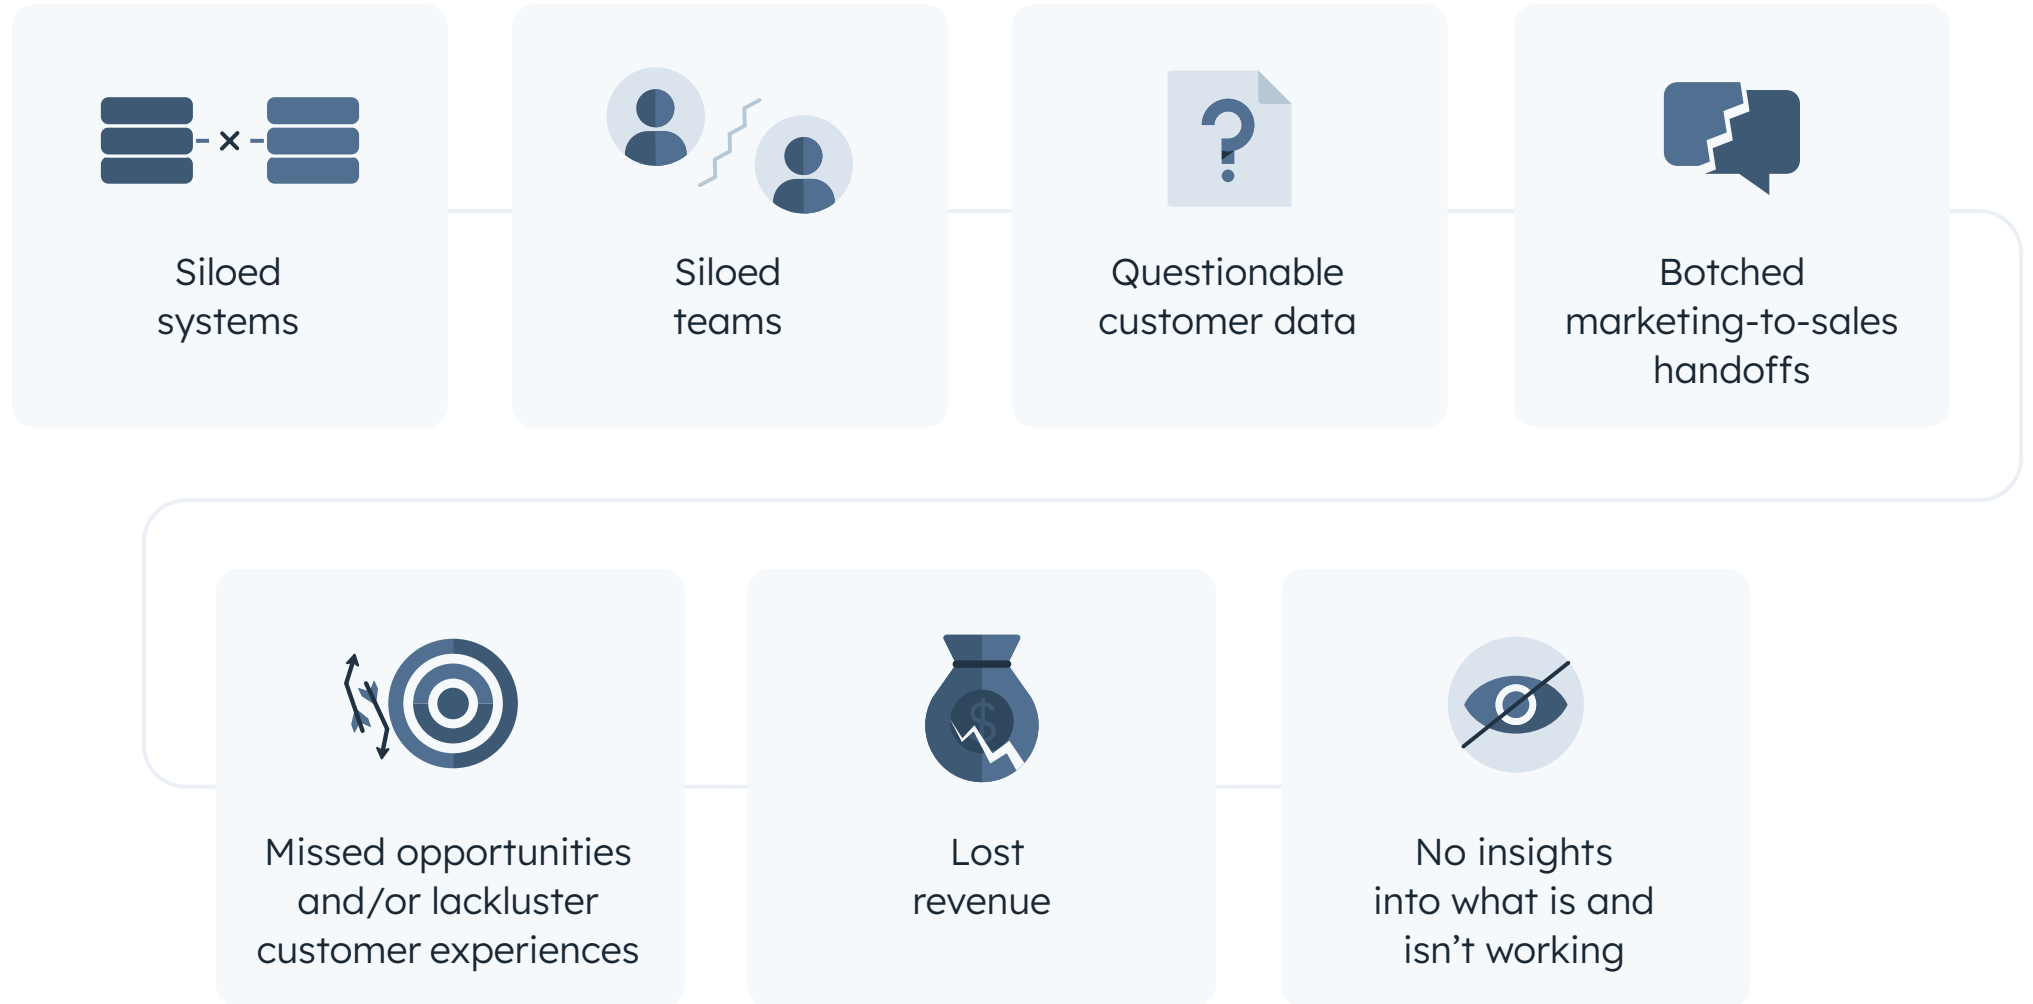 Siloed
systems
Siloed
teams
Questionable
customer data
Botched
marketing-to-sales
handoffs
Missed opportunities
and/or lackluster
customer experiences
$
Lost
revenue
No insights
into what is and
isn’t working